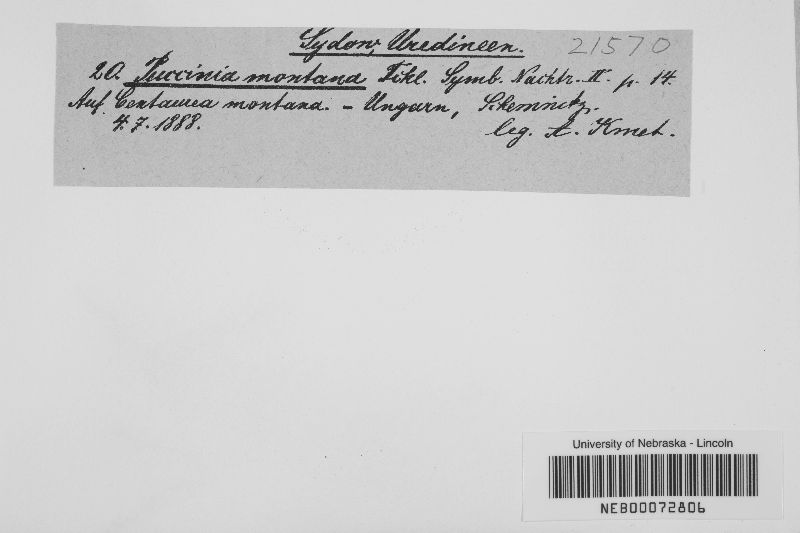 Sydow, Uredineen. 21570
20. Puccinia montana Fckl. Symb. Nachtr. II. p. 14.
Auf Centaurea montana. - Ungarn, Schemnitz.
4.7.1888. leg. A. Kmet.
University of Nebraska - Lincoln
NEB00072806